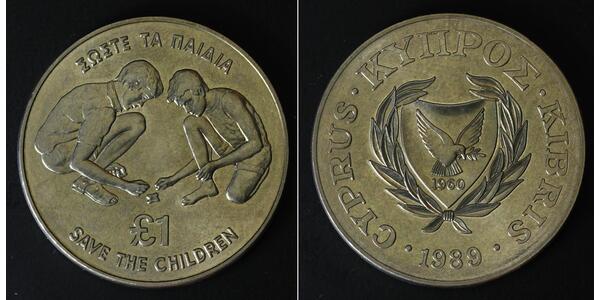 ΣΩΣΤΕ ΤΑ ΠΑΙΔΙΑ
£1
SAVE THE CHILDREN
CYPRUS · ΚΥΠΡΟΣ · KIBRIS
1960
· 1989 ·